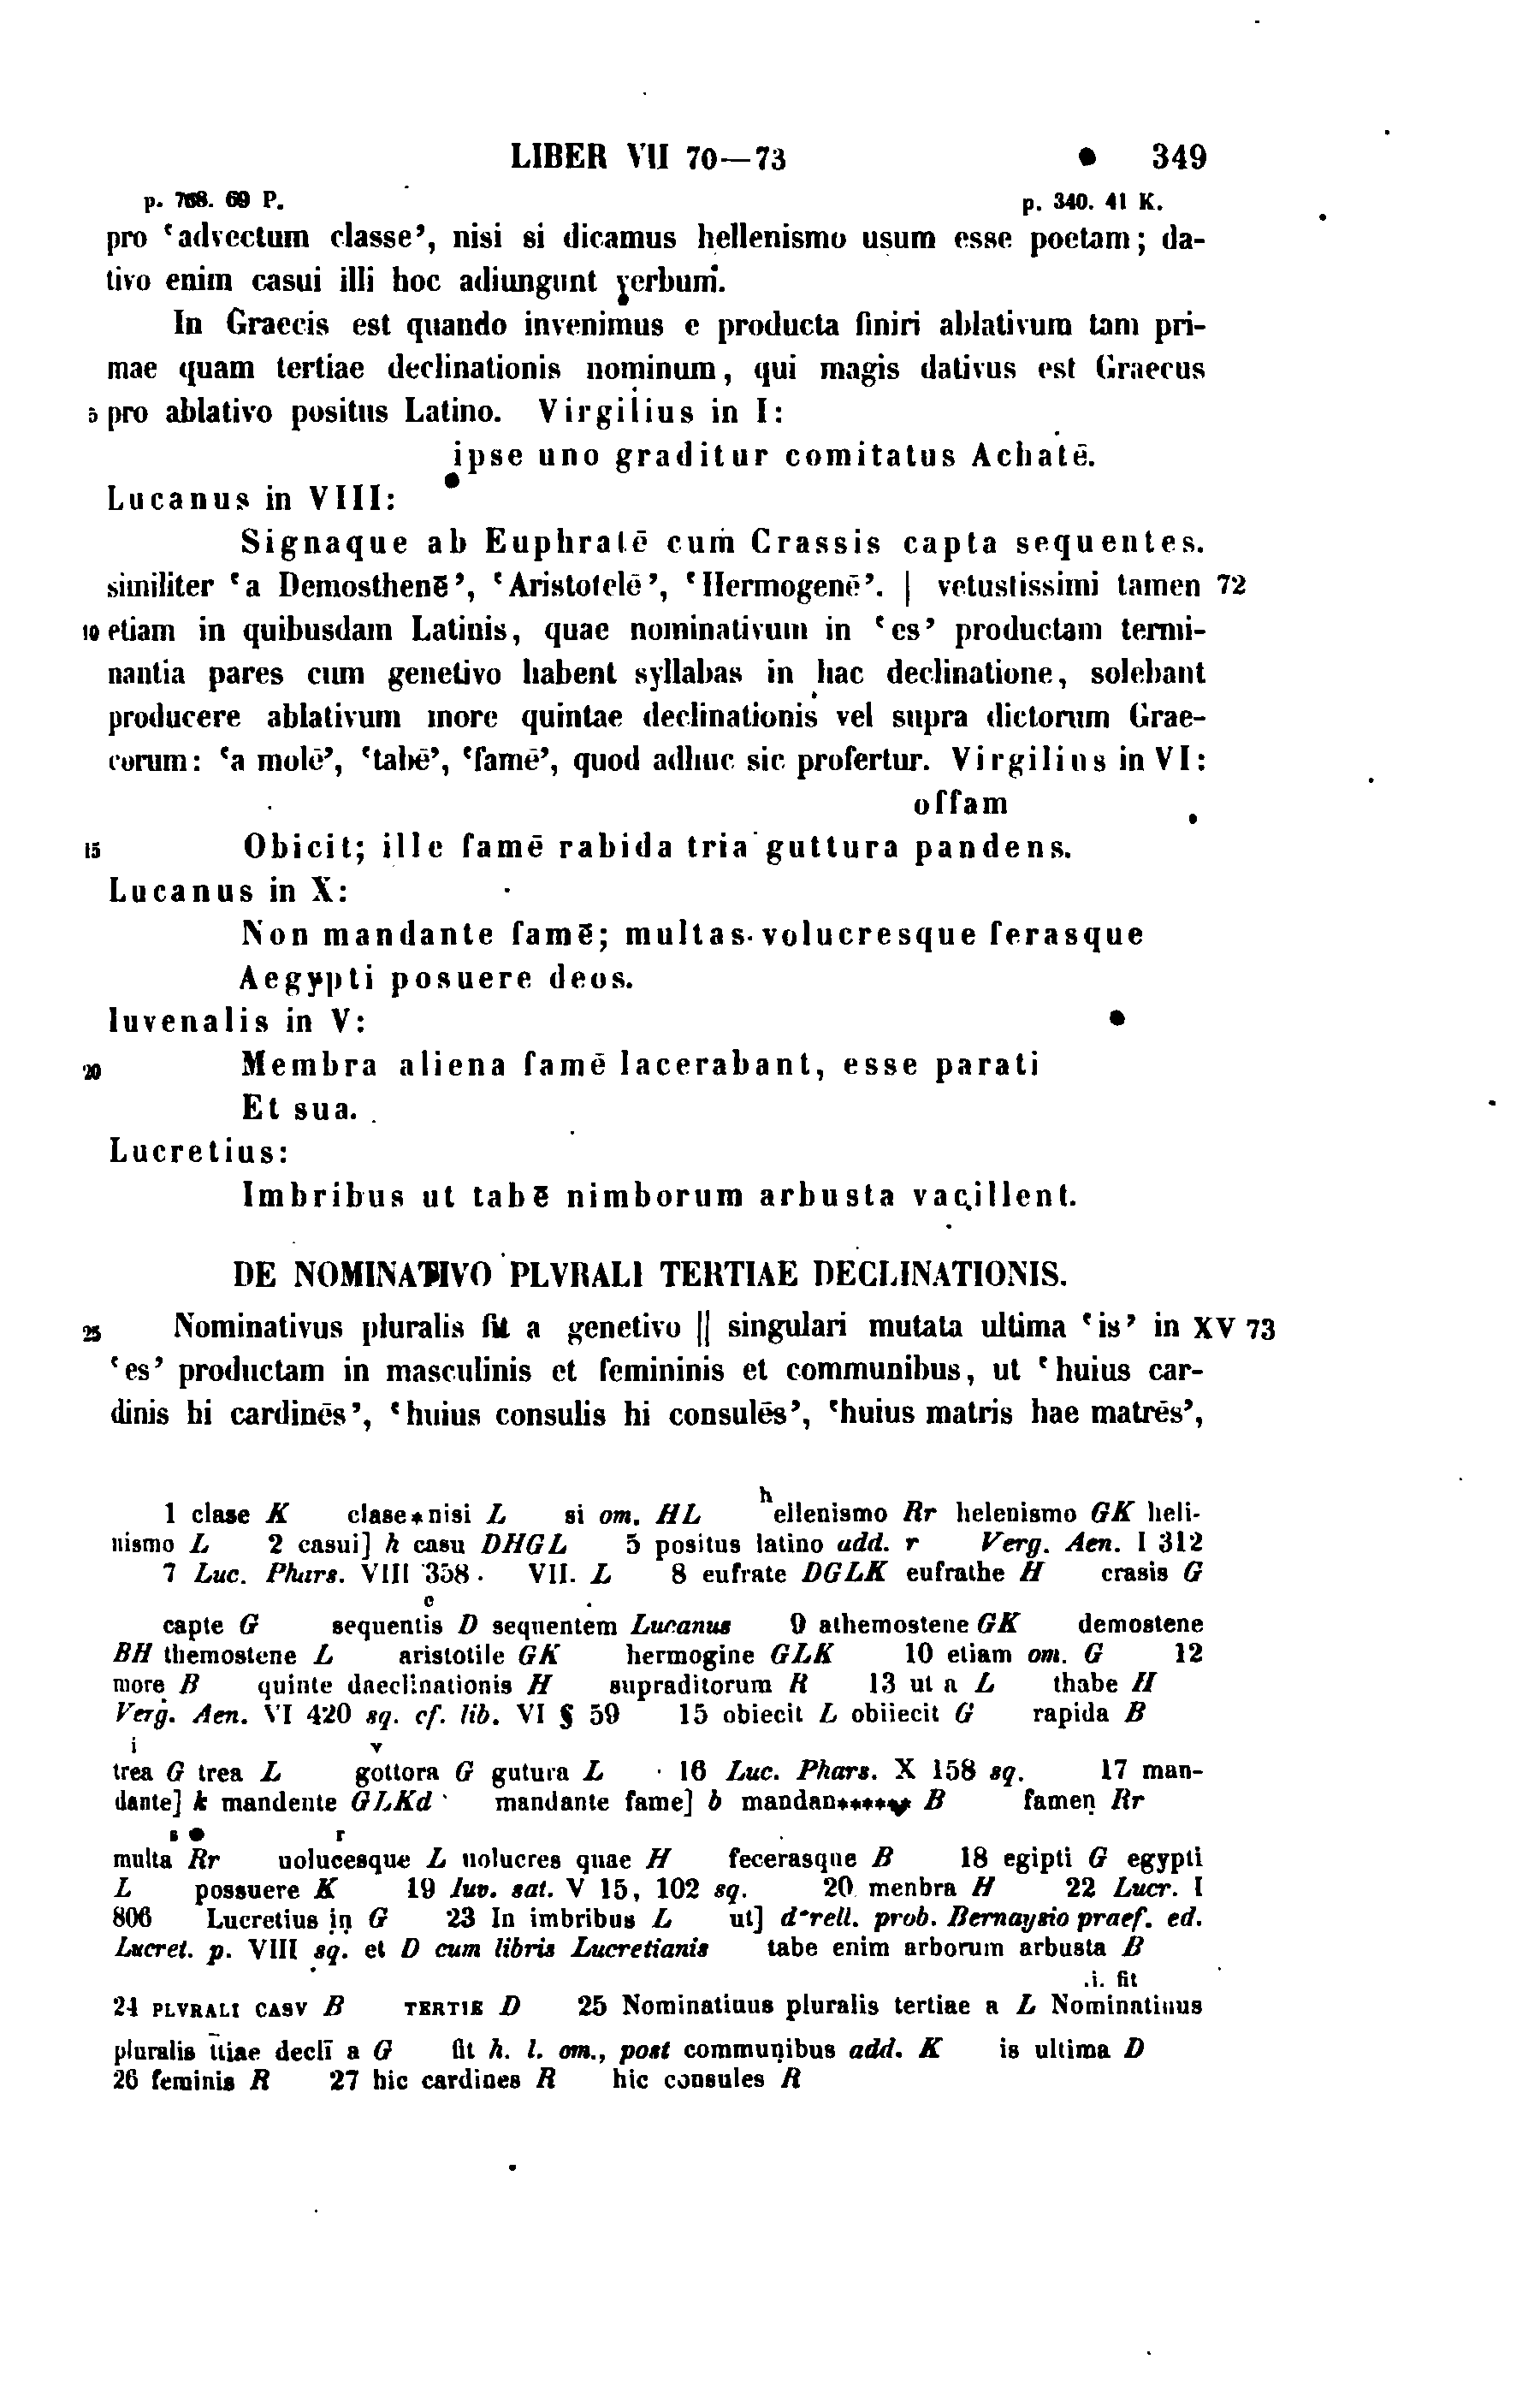 LIBER VII 70—73 349
p. 768. 69 P. p. 340. 41 K.
pro ‘advectum classe’, nisi si dicamus hellenismo usum esse poetam; da-
tivo enim casui illi hoc adiungunt verbum.
In Graecis est quando invenimus e producta finiri ablativum tam pri-
mae quam tertiae declinationis nominum, qui magis dativus est Graecus
5 pro ablativo positus Latino. Virgilius in I:
ipse uno graditur comitatus Achatē.
Lucanus in VIII:
Signaque ab Euphratē cum Crassis capta sequentes.
similiter ‘a Demosthenē’, ‘Aristotelē’, ‘Hermogenē’. | vetustissimi tamen 72
10 etiam in quibusdam Latinis, quae nominativum in ‘es’ productam termi-
nantia pares cum genetivo habent syllabas in hac declinatione, solebant
producere ablativum more quintae declinationis vel supra dictorum Grae-
corum: ‘a molē’, ‘tabē’, ‘famē’, quod adhuc sic profertur. Virgilius in VI:
offam
15 Obicit; ille famē rabida tria guttura pandens.
Lucanus in X:
Non mandante famē; multas volucresque ferasque
Aegypti posuere deos.
Iuvenalis in V:
20 Membra aliena famē lacerabant, esse parati
Et sua.
Lucretius:
Imbribus ut tabē nimborum arbusta vacillent.
DE NOMINATIVO PLVRALI TERTIAE DECLINATIONIS.
25 Nominativus pluralis fit a genetivo || singulari mutata ultima ‘is’ in XV 73
‘es’ productam in masculinis et femininis et communibus, ut ‘huius car-
dinis hi cardinēs’, ‘huius consulis hi consulēs’, ‘huius matris hae matrēs’,
h
1 clase K clase*nisi L si om. HL ellenismo Rr helenismo GK heli-
nismo L 2 casui] h casu DHGL 5 positus latino add. r Verg. Aen. I 312
7 Luc. Phars. VIII 358. VII. L 8 eufrate DGLK eufrathe H crasis G
e
capte G sequentis D sequentem Lucanus 9 athemostene GK demostene
BH themostene L aristotile GK hermogine GLK 10 etiam om. G 12
more B quinte daeclinationis H supraditorum R 13 ut a L thabe H
Verg. Aen. VI 420 sq. cf. lib. VI § 59 15 obiecit L obiiecit G rapida B
i v
trea G trea L gottora G gutura L 16 Luc. Phars. X 158 sq. 17 man-
dante] k mandente GLKd mandante fame] b mandan****** B famen Rr
s r
multa Rr uolucesque L uolucres quae H fecerasque B 18 egipti G egypti
L possuere K 19 Iuv. sat. V 15, 102 sq. 20 menbra H 22 Lucr. I
806 Lucretius in G 23 In imbribus L ut] d rell. prob. Bernaysio praef. ed.
Lucret. p. VIII sq. et D cum libris Lucretianis tabe enim arborum arbusta B
.i. fit
24 PLVRALI CASV B TERTIE D 25 Nominatiuus pluralis tertiae a L Nominatiuus
pluralis t̄iiae declī a G fit h. l. om., post communibus add. K is ultima D
26 feminis R 27 hic cardines R hic consules R